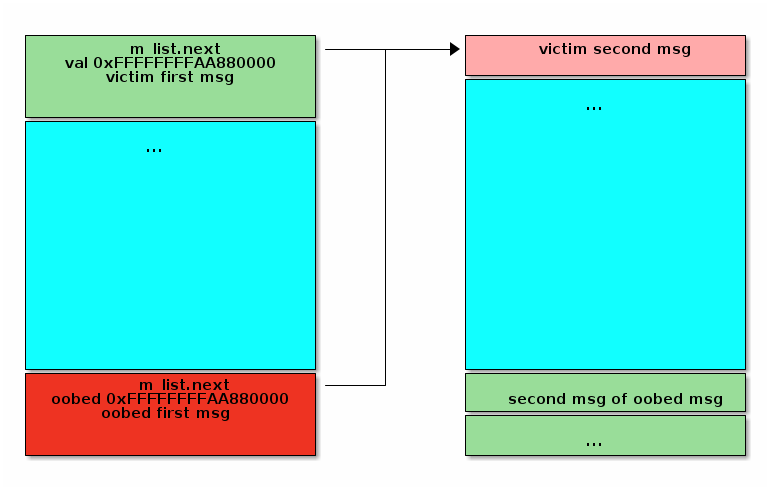 m_list.next
val 0xFFFFFFFFAA880000
victim first msg
...
m_list.next
oobed 0xFFFFFFFFAA880000
oobed first msg
victim second msg
...
second msg of oobed msg
...